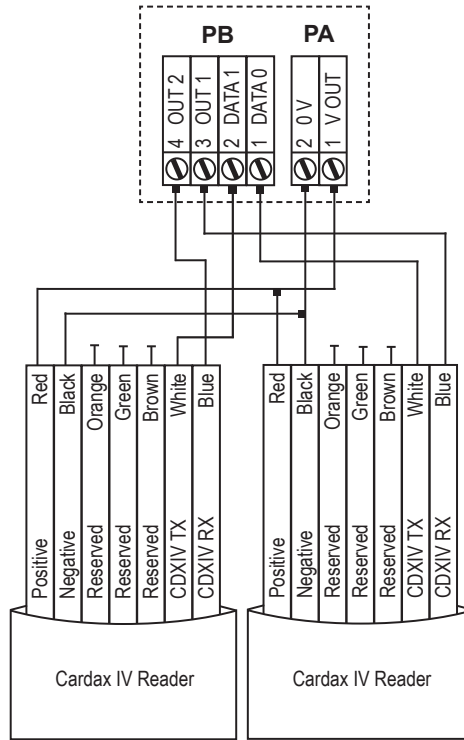 PB PA
4 OUT 2
3 OUT 1
2 DATA 1
1 DATA 0
2 0 V
1 V OUT
Red
Black
Orange
Green
Brown
White
Blue
Positive
Negative
Reserved
Reserved
Reserved
CDXIV TX
CDXIV RX
Cardax IV Reader
Red
Black
Orange
Green
Brown
White
Blue
Positive
Negative
Reserved
Reserved
Reserved
CDXIV TX
CDXIV RX
Cardax IV Reader